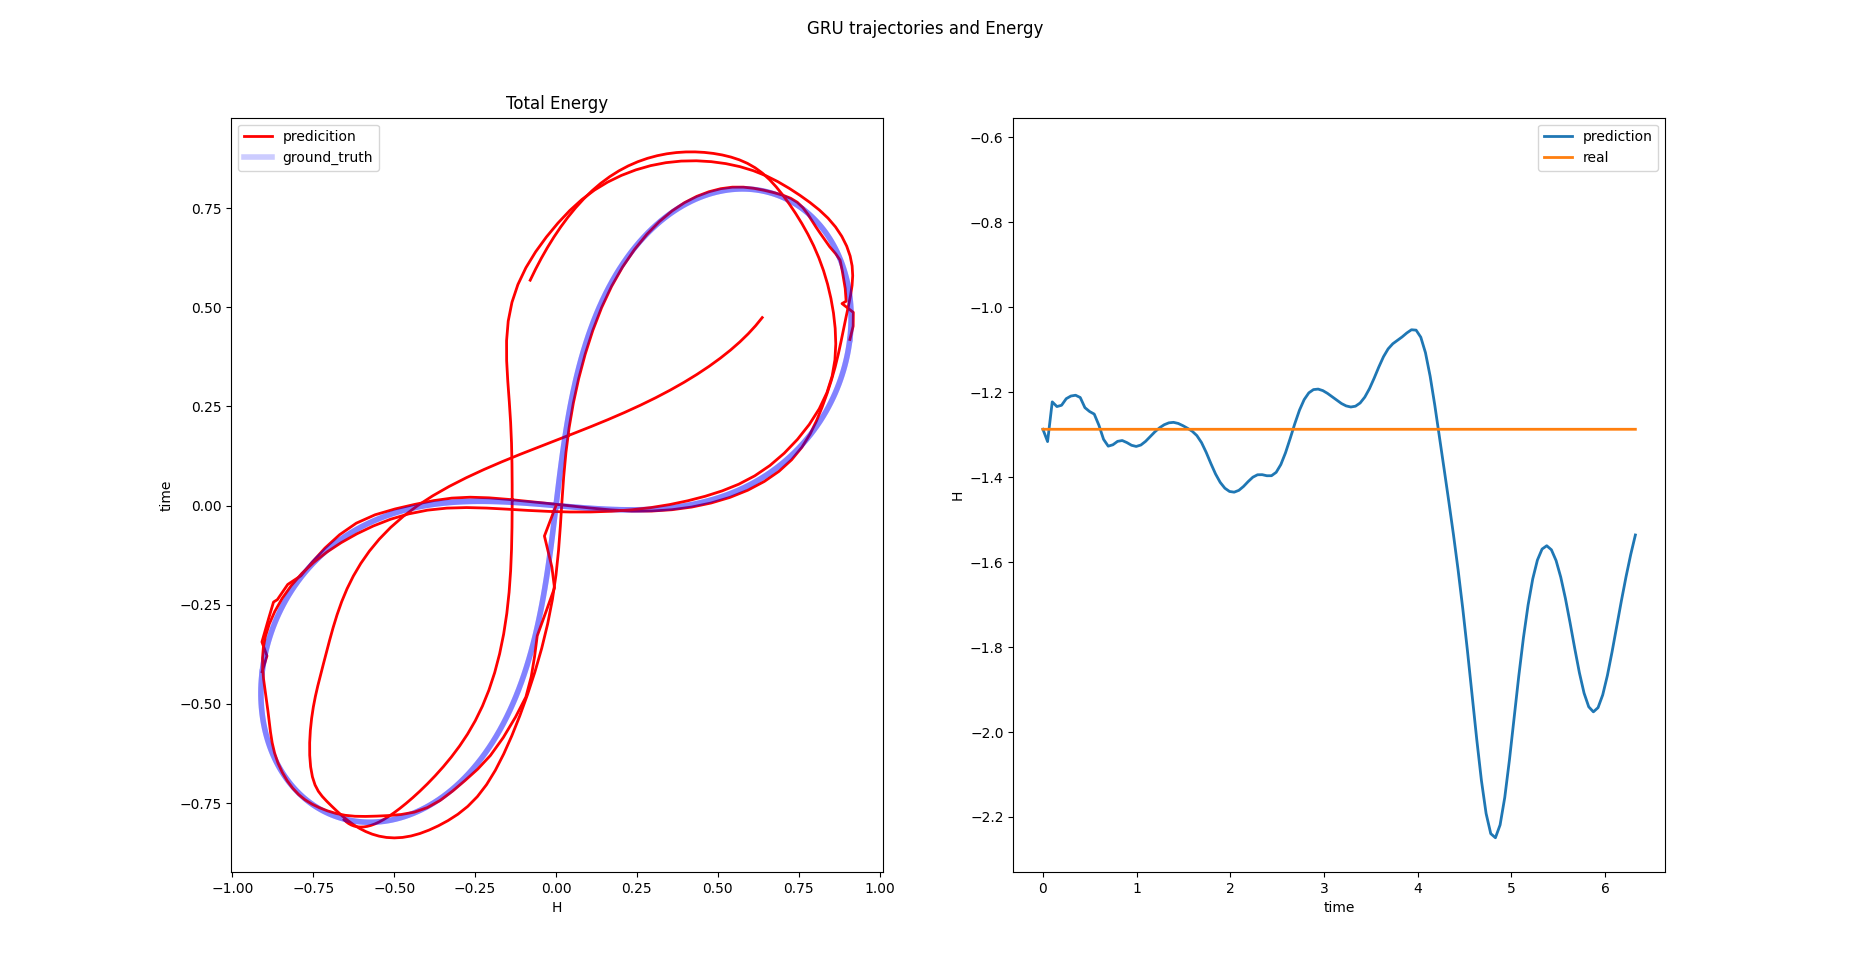 GRU trajectories and Energy
Total Energy
predicition
ground_truth
0.75
0.50
0.25
0.00
−0.25
−0.50
−0.75
time
−1.00 −0.75 −0.50 −0.25 0.00 0.25 0.50 0.75 1.00
H
prediction
real
−0.6
−0.8
−1.0
−1.2
−1.4
−1.6
−1.8
−2.0
−2.2
H
0 1 2 3 4 5 6
time